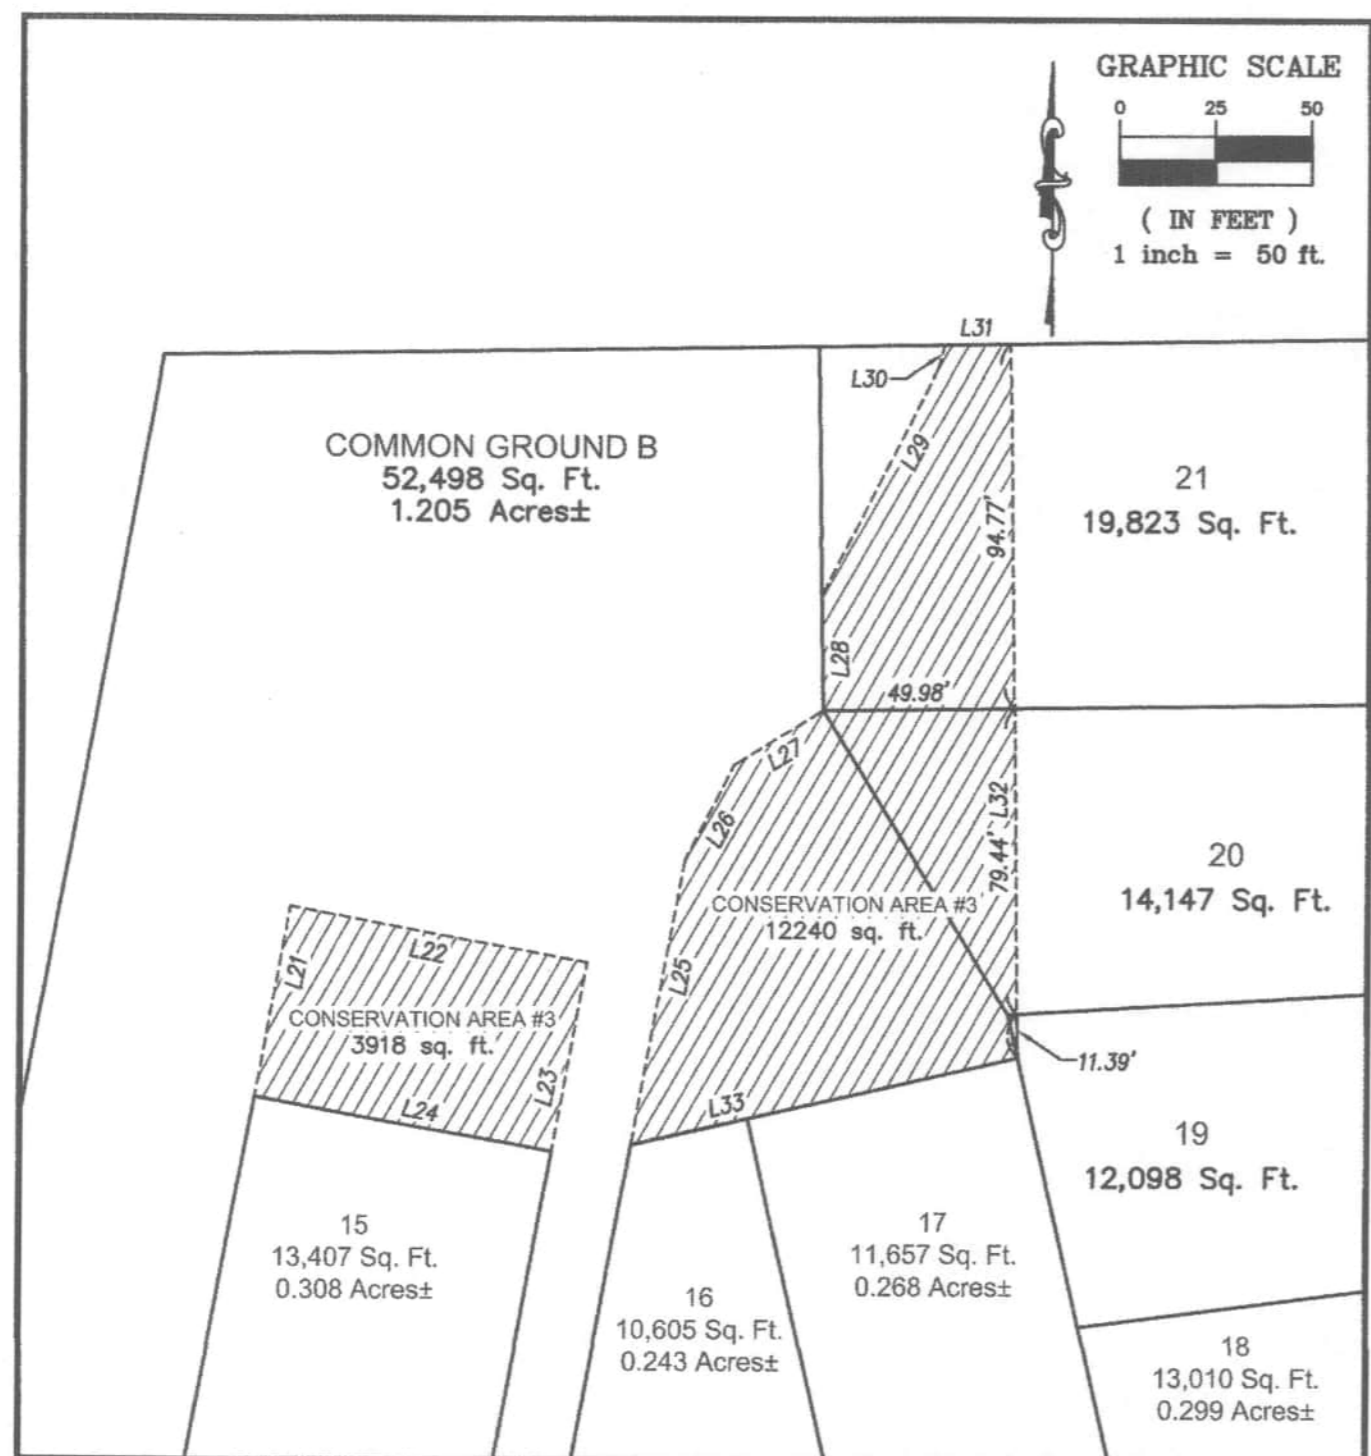 GRAPHIC SCALE
0 25 50
( IN FEET )
1 inch = 50 ft.
L31
L30
L29
COMMON GROUND B
52,498 Sq. Ft.
1.205 Acres±
94.77'
21
19,823 Sq. Ft.
L28
49.98'
L27
L26
L32
79.44'
20
14,147 Sq. Ft.
CONSERVATION AREA #3
12240 sq. ft.
L25
L22
L21
CONSERVATION AREA #3
3918 sq. ft.
L23
L24
L33
11.39'
19
12,098 Sq. Ft.
15
13,407 Sq. Ft.
0.308 Acres±
16
10,605 Sq. Ft.
0.243 Acres±
17
11,657 Sq. Ft.
0.268 Acres±
18
13,010 Sq. Ft.
0.299 Acres±